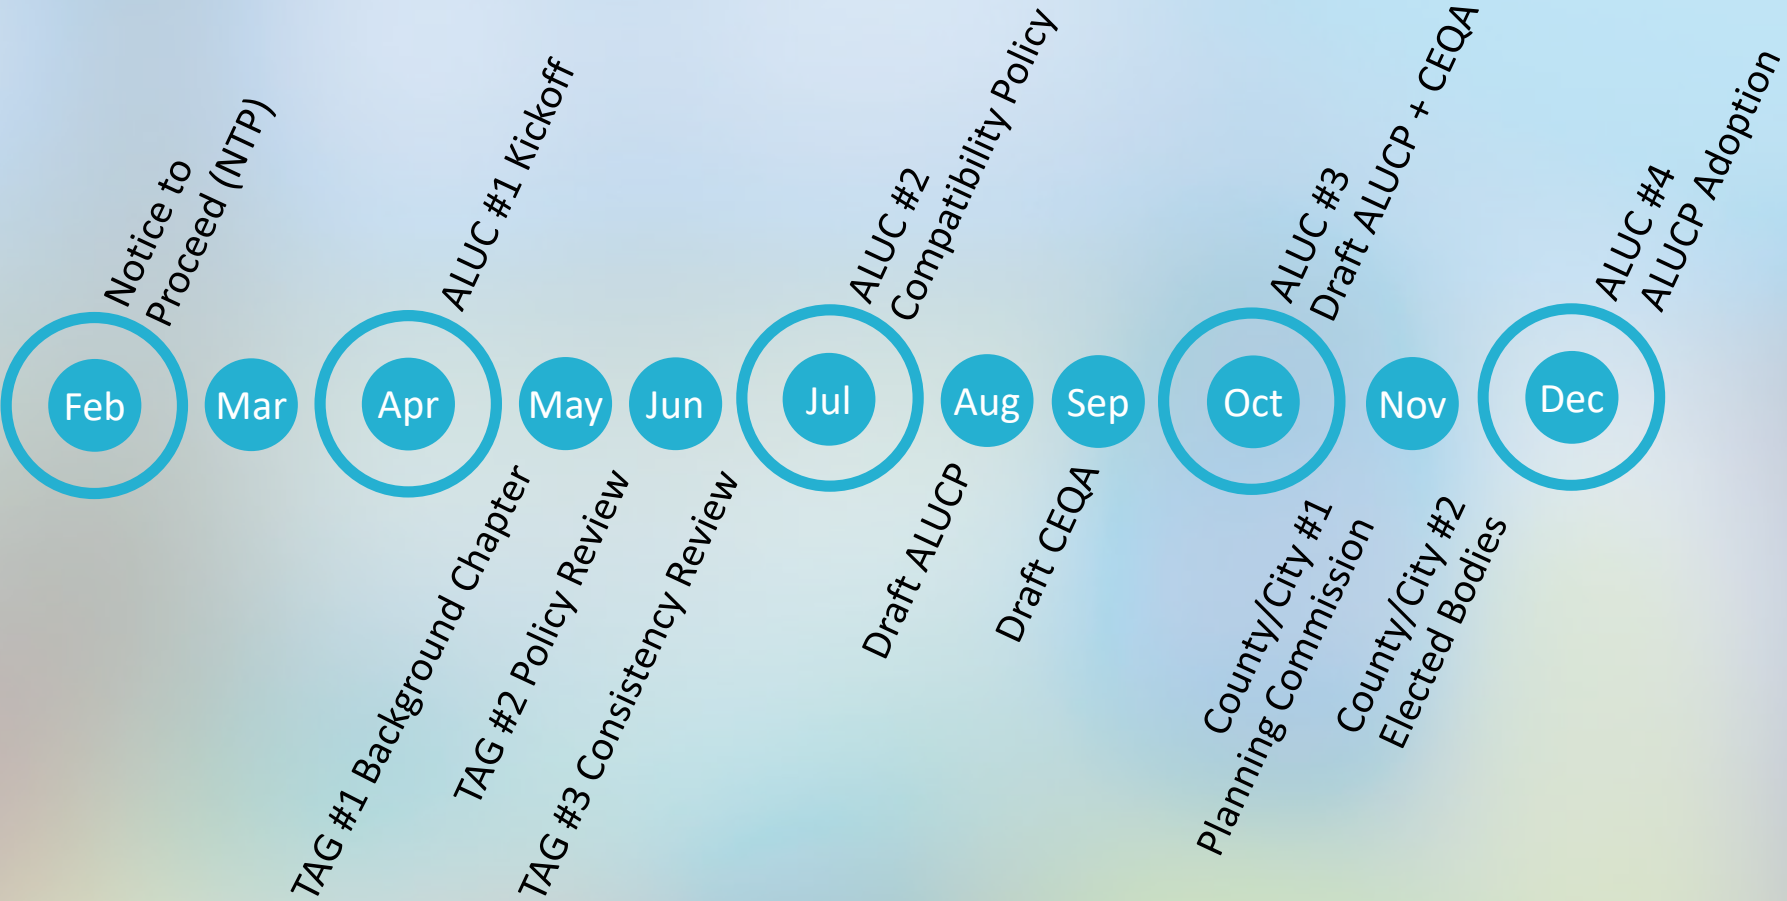 Notice to
Proceed (NTP)
ALUC #1 Kickoff
ALUC #2
Compatibility Policy
ALUC #3
Draft ALUCP + CEQA
ALUC #4
ALUCP Adoption
Feb
Mar
Apr
May
Jun
Jul
Aug
Sep
Oct
Nov
Dec
TAG #1 Background Chapter
TAG #2 Policy Review
TAG #3 Consistency Review
Draft ALUCP
Draft CEQA
County/City #1
Planning Commission
County/City #2
Elected Bodies